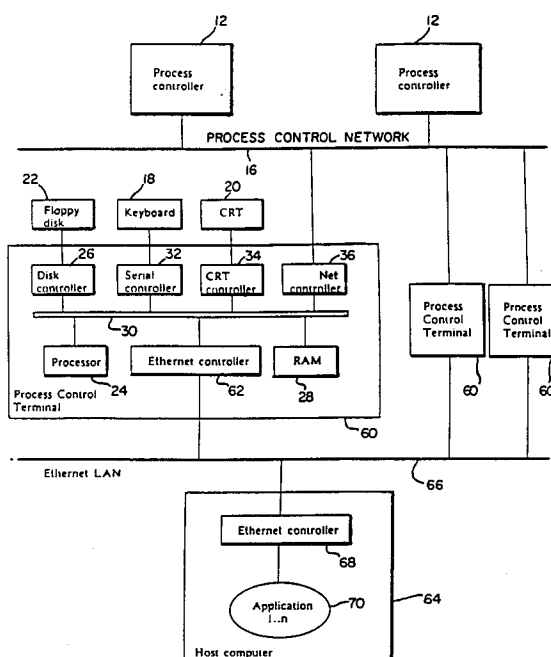 12
12
Process
controller
Process
controller
PROCESS CONTROL NETWORK
16
22
18
20
Floppy
disk
Keyboard
CRT
26
32
34
36
Disk
controller
Serial
controller
CRT
controller
Net
controller
30
Processor
Ethernet controller
RAM
24
62
28
Process Control
Terminal
60
Process
Control
Terminal
60
Process
Control
Terminal
60
Ethernet LAN
66
Ethernet controller
68
Application
1..n
70
64
Host computer